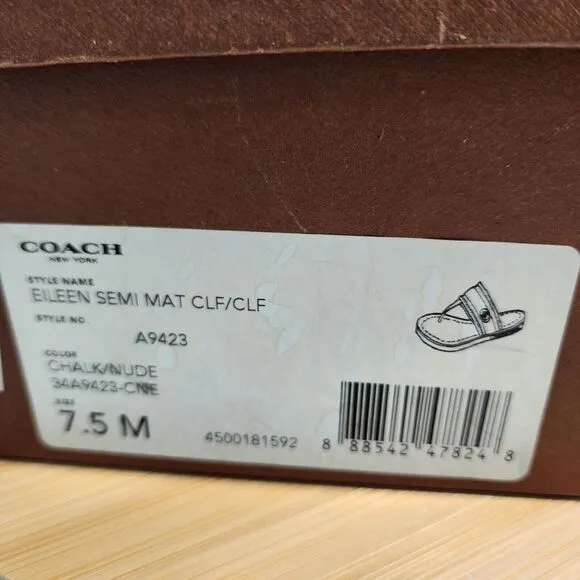 COACH
NEW YORK
STYLE NAME
EILEEN SEMI MAT CLF/CLF
STYLE NO.
A9423
COLOR
CHALK/NUDE
34A9423-CNE
SIZE
7.5 M
4500181592
8 88542 47824 8